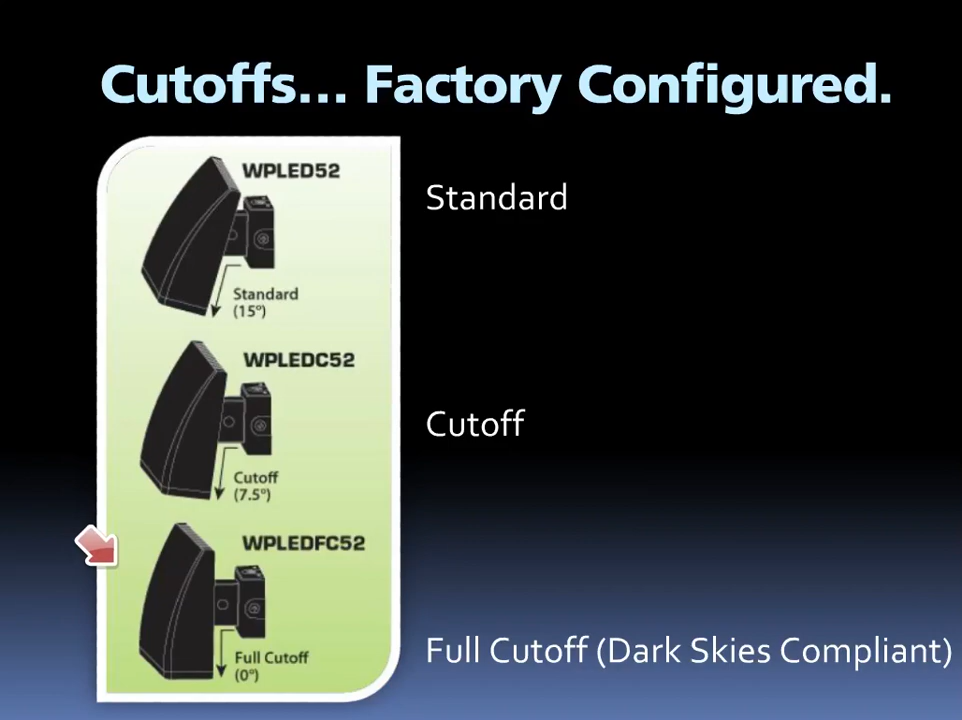 Cutoffs... Factory Configured.
WPLED52
Standard
Standard
(15º)
WPLEDC52
Cutoff
Cutoff
(7.5º)
WPLEDFC52
Full Cutoff (Dark Skies Compliant)
Full Cutoff
(0º)